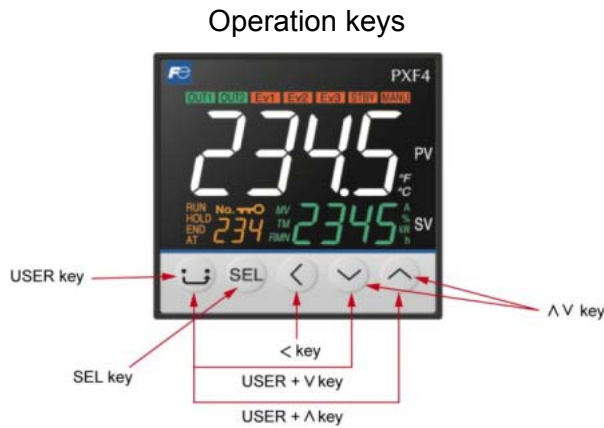 Operation keys
Fe PXF4
OUT1 OUT2 Ev1 Ev2 Ev3 STBY MANU
234.5 PV
°F
°C
RUN No. MV A
HOLD 234 TM 2345 % SV
END RMN kW
AT h
USER key
SEL
∧∨ key
< key
SEL key
USER + ∨ key
USER + ∧ key